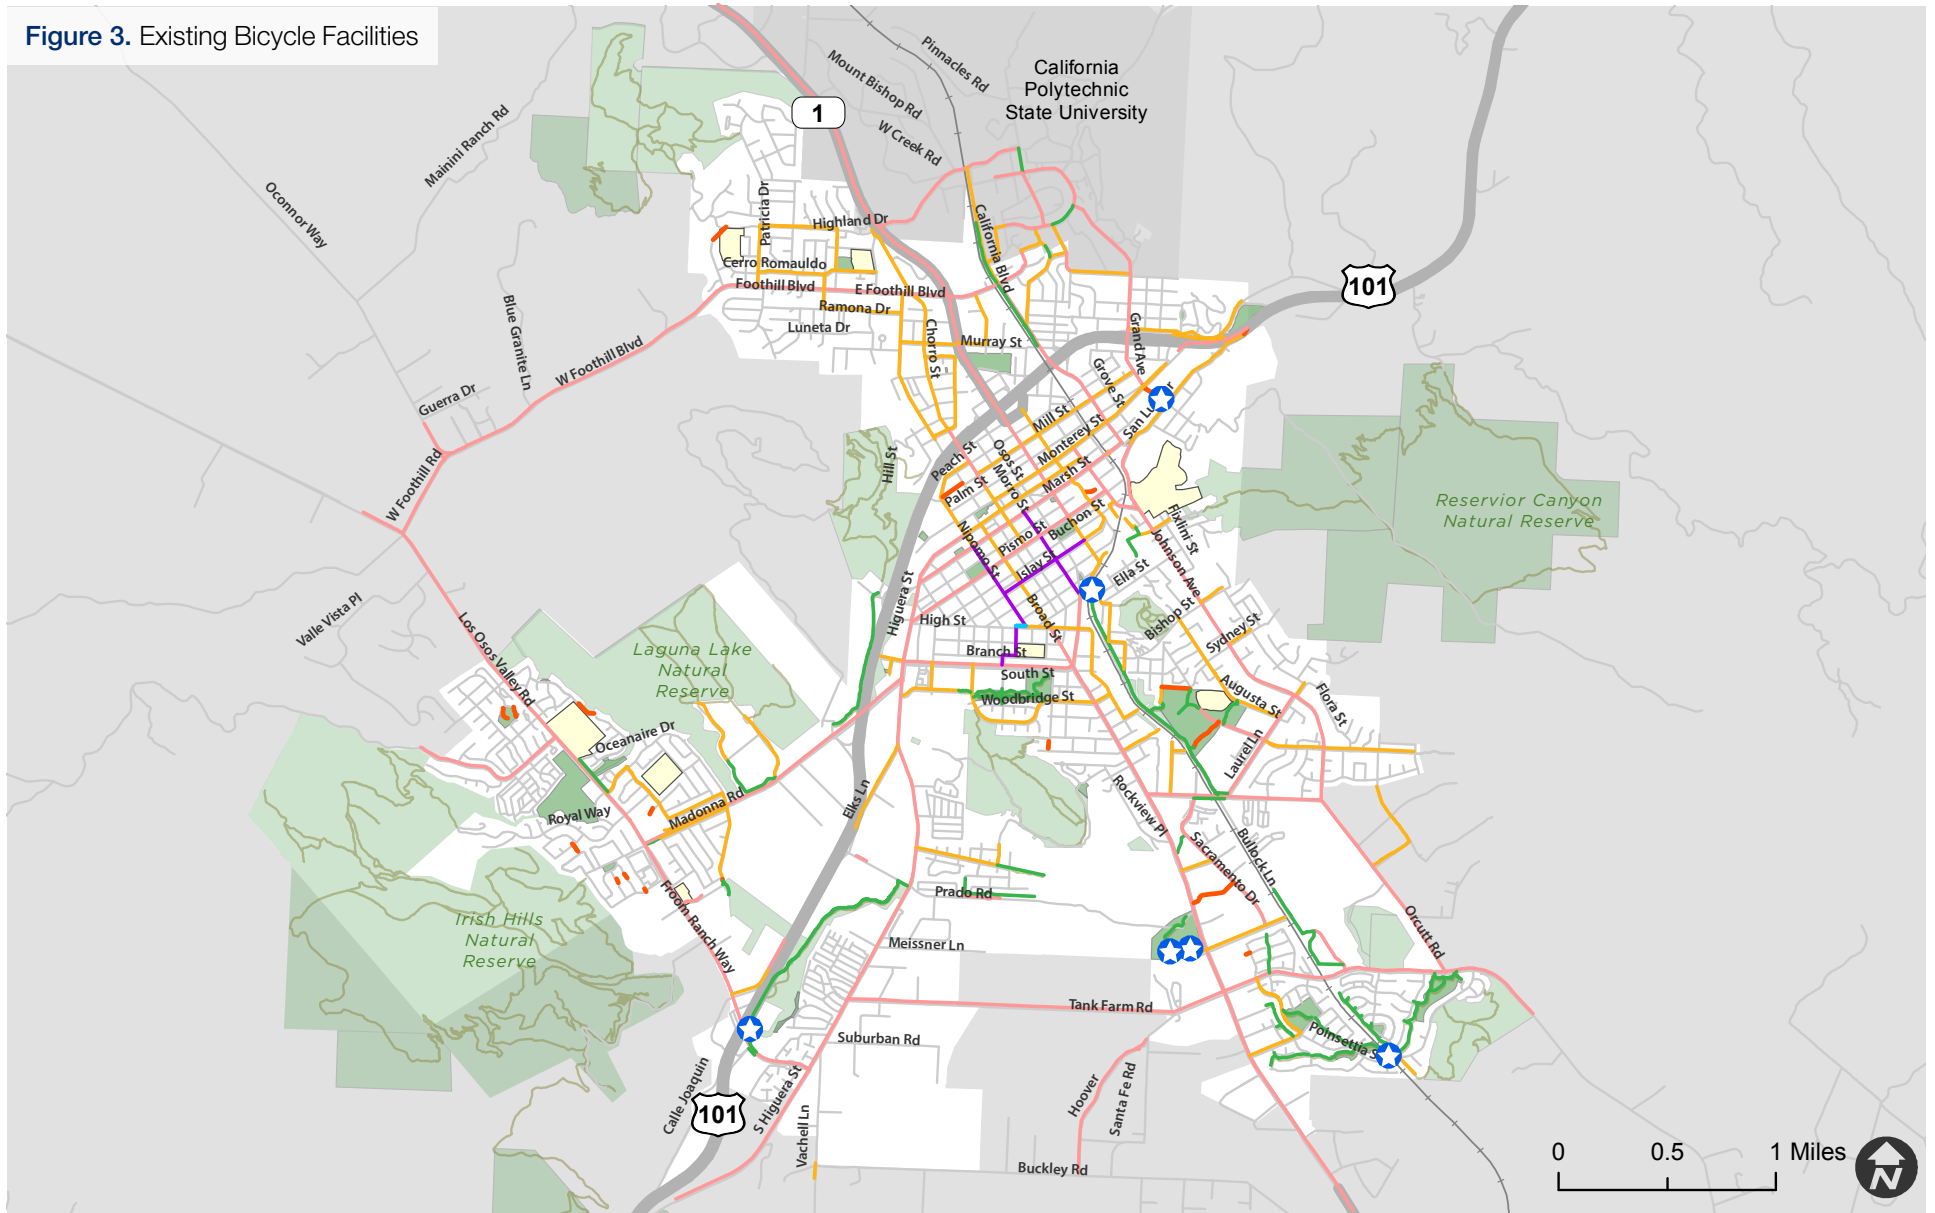 Figure 3. Existing Bicycle Facilities
Pinnacles Rd
Mount Bishop Rd
California
Polytechnic
State University
1
W Creek Rd
Mainini Ranch Rd
Oconnor Way
Patricia Dr
Highland Dr
California Blvd
Cerro Romauldo
Foothill Blvd
E Foothill Blvd
101
Ramona Dr
Luneta Dr
Blue Granite Ln
Chorro St
Murray St
Grand Ave
W Foothill Blvd
Grove St
Guerra Dr
Mill St
Monterey St
San Lu
r
Hill St
Peach St
Osos St
Morro St
Marsh St
W Foothill Rd
Palm St
Reservior Canyon
Natural Reserve
Buchon St
Fixlini St
Nipomo St
Pismo St
Johnson Ave
Islay St
Ella St
Higuera St
Valle Vista Pl
Los Osos Valley Rd
High St
Broad St
Bishop St
Sydney St
Laguna Lake
Natural
Reserve
Branch St
South St
Woodbridge St
Augusta St
Flora St
Oceanaire Dr
Laurel Ln
Royal Way
Madonna Rd
Elks Ln
Rockview Pl
Bullock Ln
Sacramento Dr
Prado Rd
Froom Ranch Way
Irish Hills
Natural
Reserve
Orcutt Rd
Meissner Ln
Tank Farm Rd
Suburban Rd
Poinsettia S
Calle Joaquin
101
S Higuera St
Hoover
Santa Fe Rd
Vachell Ln
Buckley Rd
0 0.5 1 Miles
N